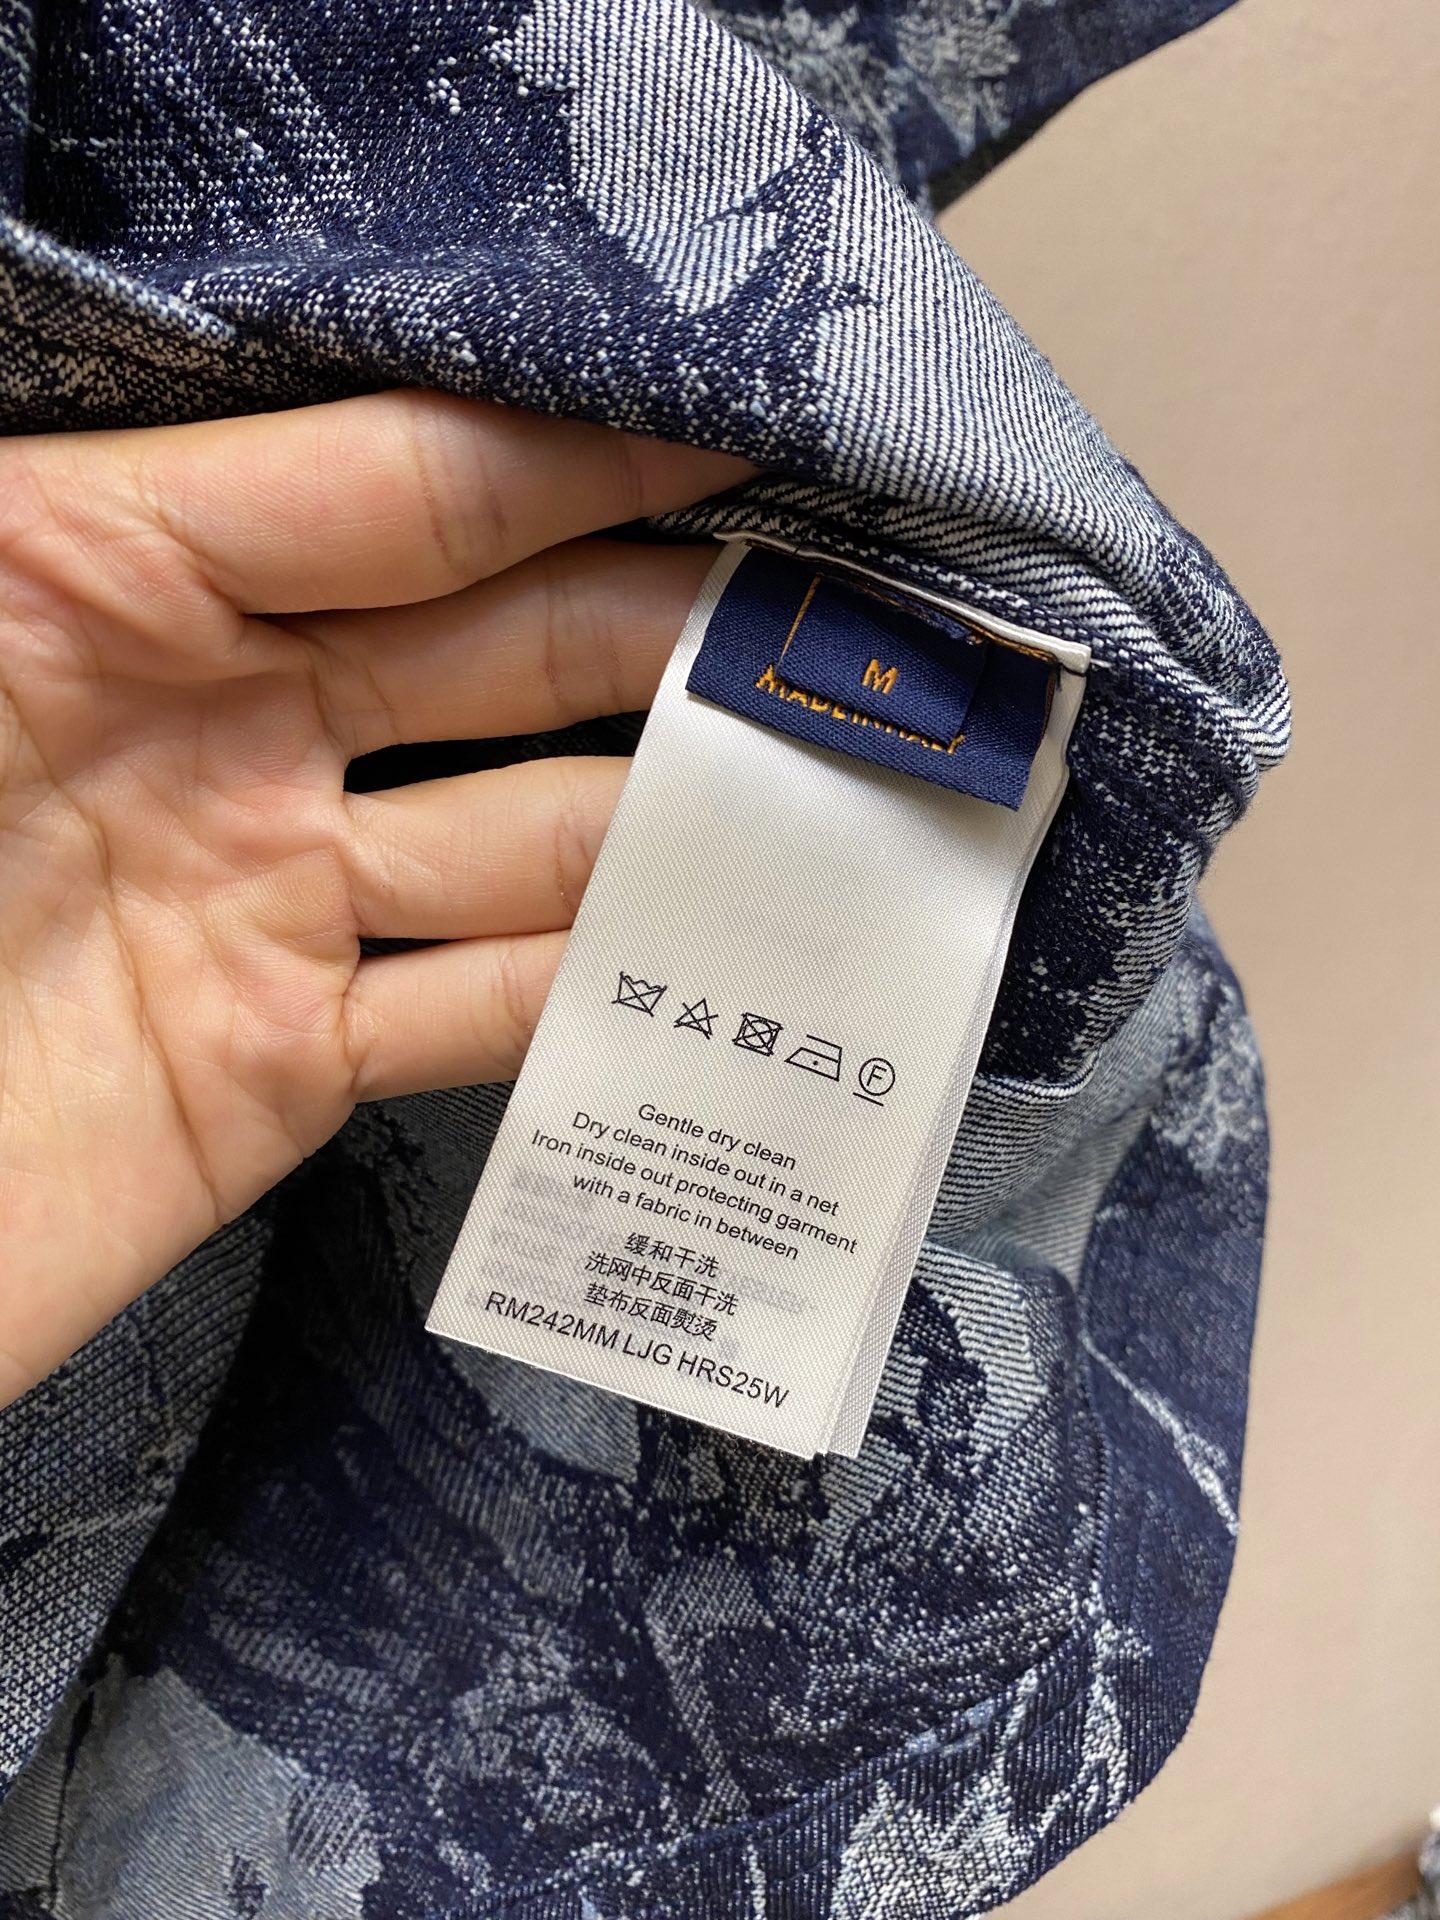 M
MADE IN ITALY
F
Gentle dry clean
Dry clean inside out in a net
Iron inside out protecting garment
with a fabric in between
缓和干洗
洗网中反面干洗
垫布反面熨烫
RM242MM LJG HRS25W